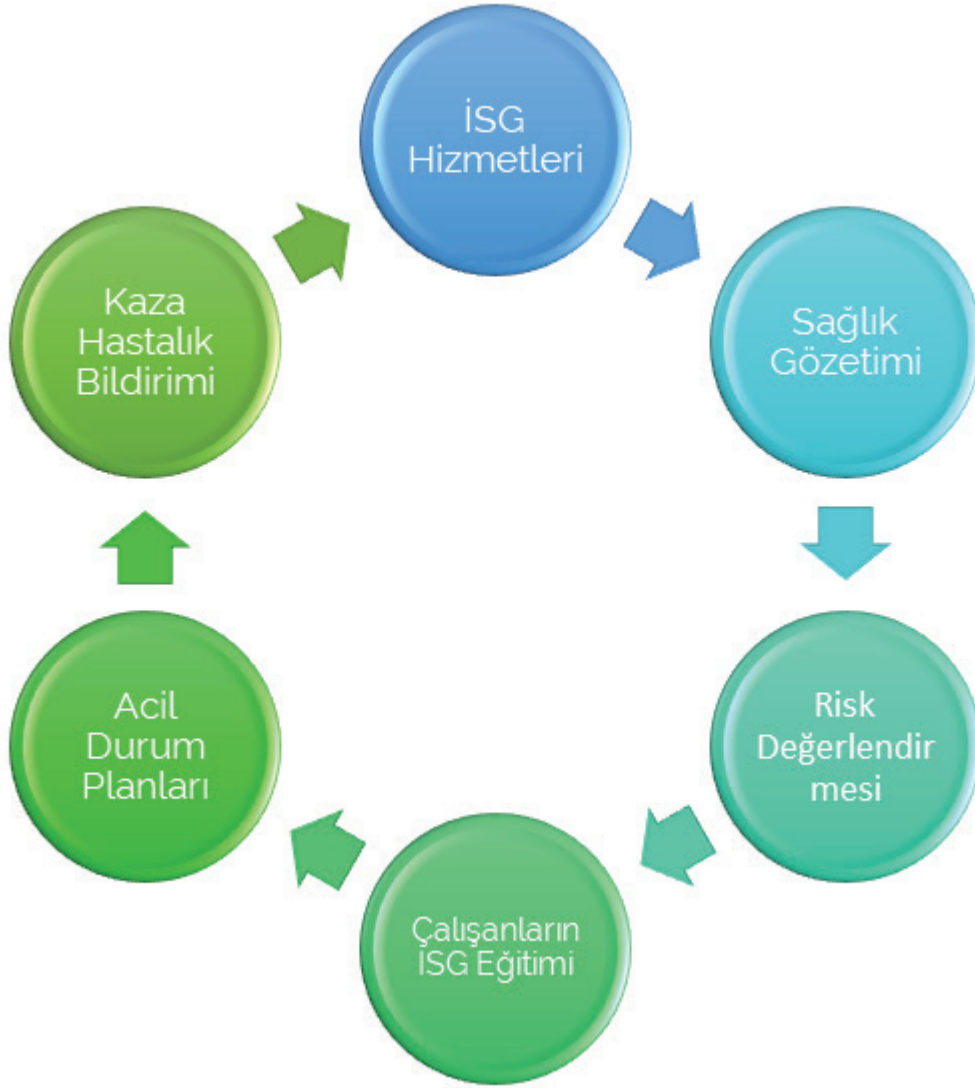 İSG
Hizmetleri
Sağlık
Gözetimi
Risk
Değerlendir
mesi
Çalışanların
İSG Eğitimi
Acil
Durum
Planları
Kaza
Hastalık
Bildirimi